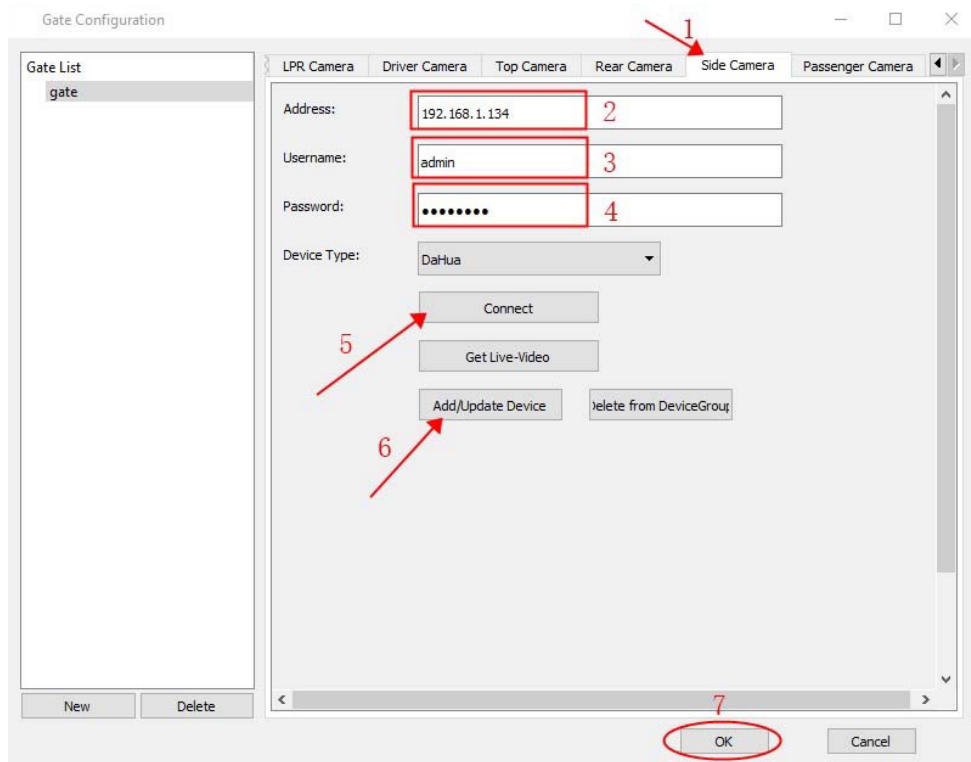 Gate Configuration
1
Gate List
gate
LPR Camera Driver Camera Top Camera Rear Camera Side Camera Passenger Camera
Address: 192.168.1.134 2
Username: admin 3
Password: •••••••• 4
Device Type: DaHua
Connect
5
Get Live-Video
Add/Update Device elete from DeviceGroup
6
New Delete
7
OK Cancel